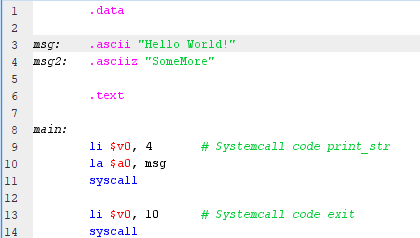 1 .data
2
3 msg: .ascii "Hello World!"
4 msg2: .asciiz "SomeMore"
5
6 .text
7
8 main:
9 li $v0, 4 # Systemcall code print_str
10 la $a0, msg
11 syscall
12
13 li $v0, 10 # Systemcall code exit
14 syscall